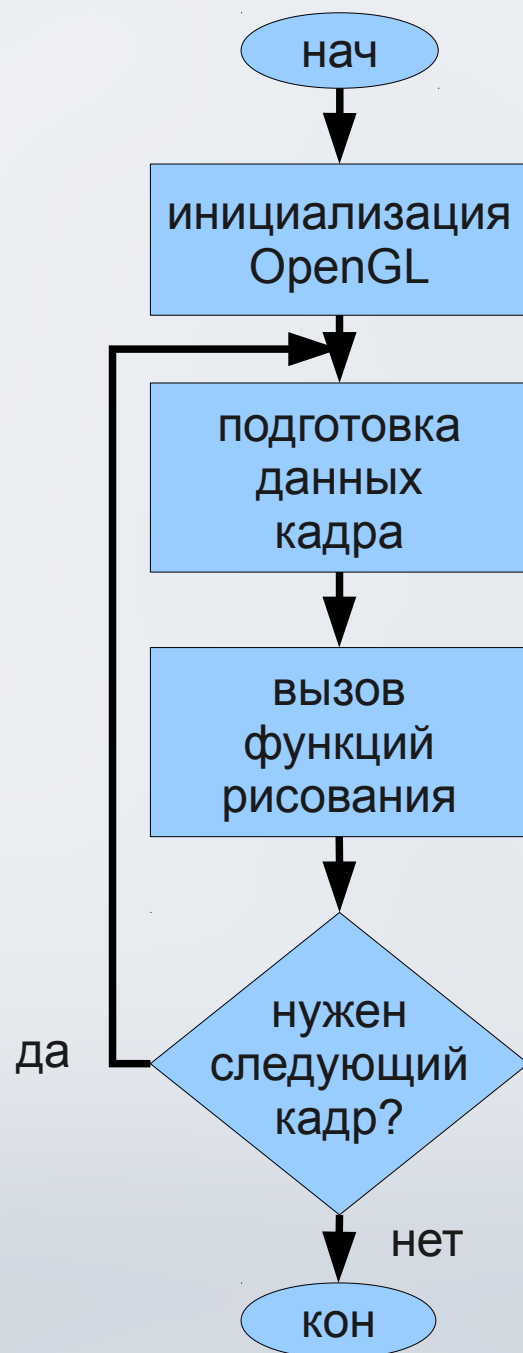 нач
инициализация
OpenGL
подготовка
данных
кадра
вызов
функций
рисования
нужен
следующий
кадр?
да
нет
кон